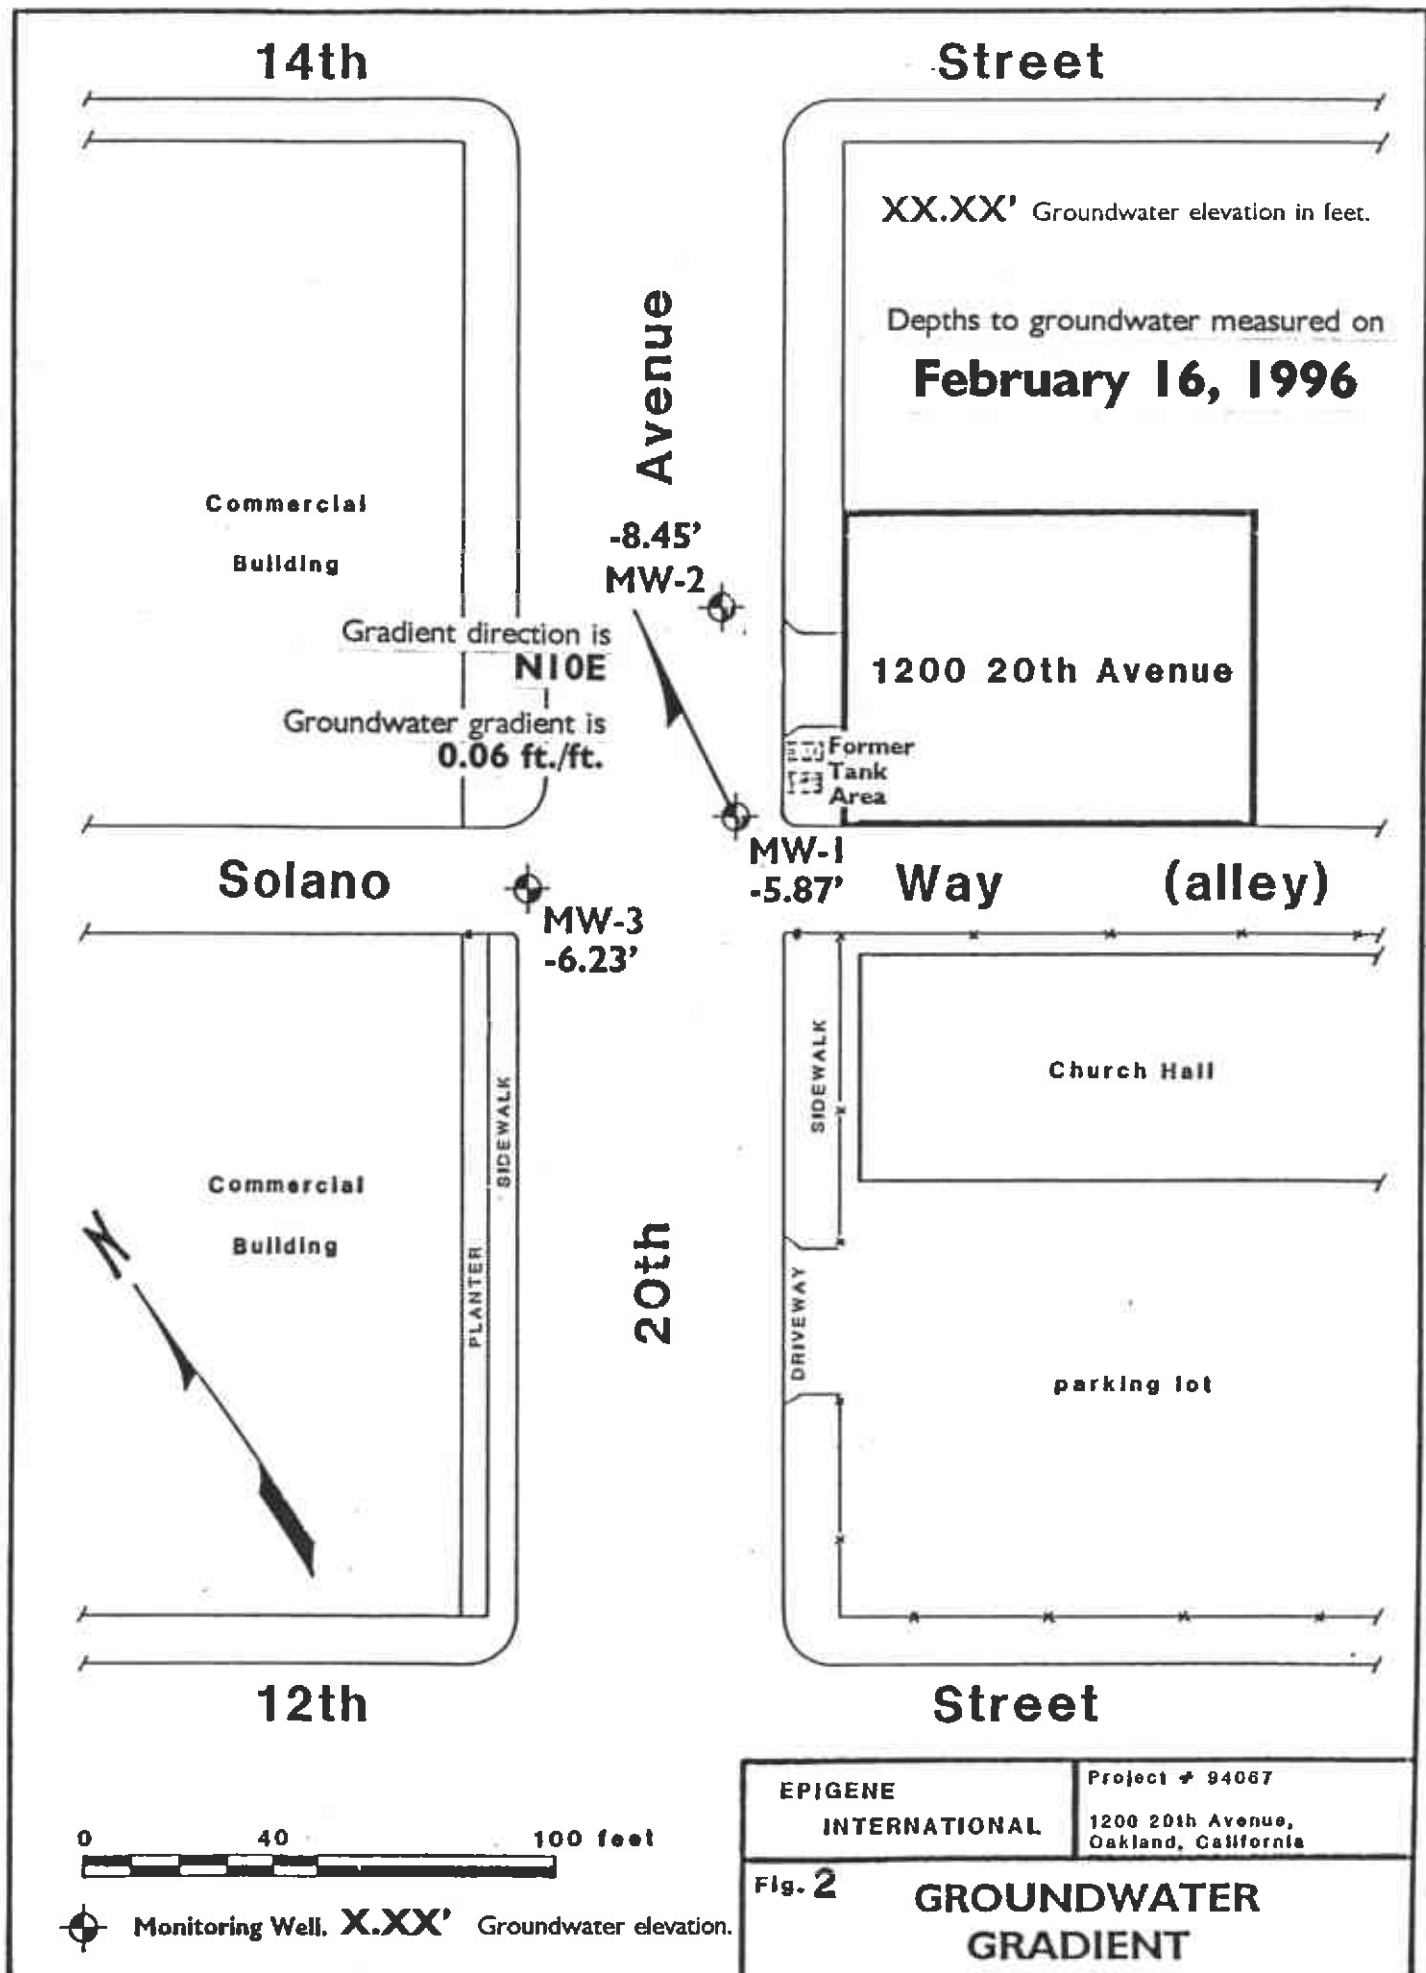 14th Street
XX.XX' Groundwater elevation in feet.
Depths to groundwater measured on
February 16, 1996
Avenue
Commercial
Building
-8.45'
MW-2
Gradient direction is
N10E
Groundwater gradient is
0.06 ft./ft.
1200 20th Avenue
Former
Tank
Area
MW-1
-5.87'
Solano Way (alley)
MW-3
-6.23'
SIDEWALK
SIDEWALK
Church Hall
Commercial
Building
N
PLANTER
20th
DRIVEWAY
parking lot
12th Street
0 40 100 feet
Monitoring Well. X.XX' Groundwater elevation.
EPIGENE
INTERNATIONAL
Project # 94067
1200 20th Avenue,
Oakland, California
Fig. 2
GROUNDWATER
GRADIENT